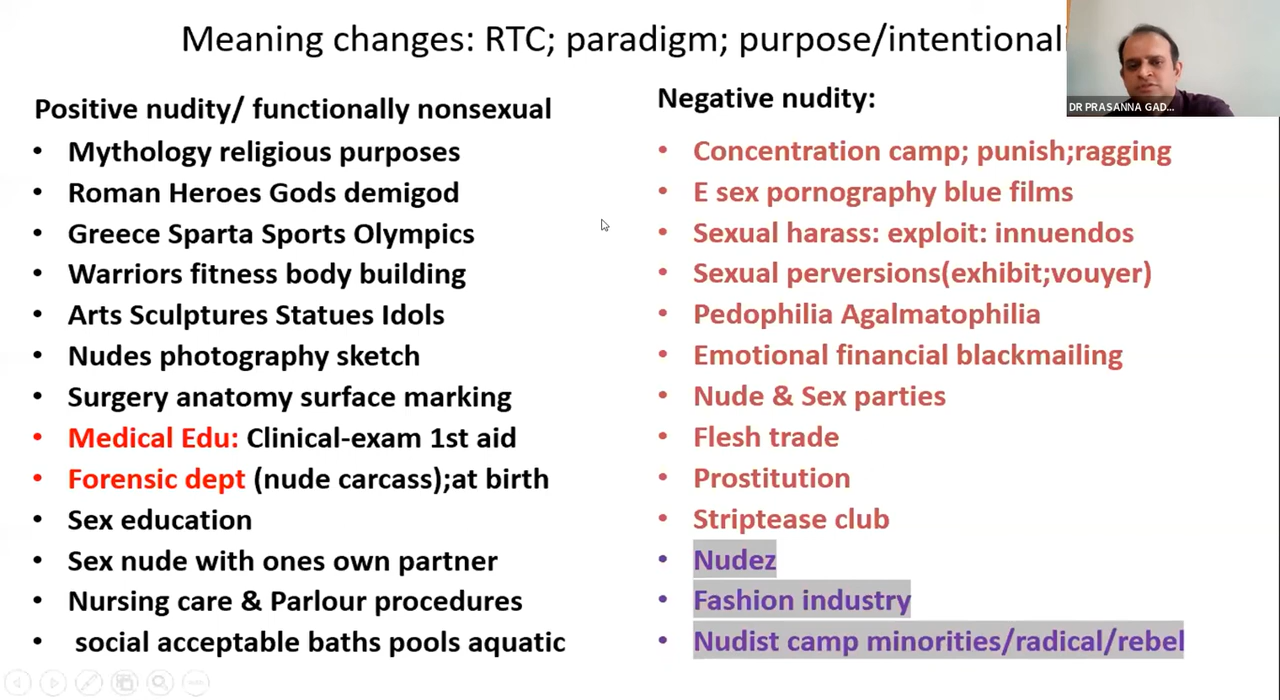 Meaning changes: RTC; paradigm; purpose/intentionali
DR PRASANNA GAD...
Positive nudity/ functionally nonsexual
• Mythology religious purposes
• Roman Heroes Gods demigod
• Greece Sparta Sports Olympics
• Warriors fitness body building
• Arts Sculptures Statues Idols
• Nudes photography sketch
• Surgery anatomy surface marking
• Medical Edu: Clinical-exam 1st aid
• Forensic dept (nude carcass);at birth
• Sex education
• Sex nude with ones own partner
• Nursing care & Parlour procedures
• social acceptable baths pools aquatic
Negative nudity:
• Concentration camp; punish;ragging
• E sex pornography blue films
• Sexual harass: exploit: innuendos
• Sexual perversions(exhibit;vouyer)
• Pedophilia Agalmatophilia
• Emotional financial blackmailing
• Nude & Sex parties
• Flesh trade
• Prostitution
• Striptease club
• Nudez
• Fashion industry
• Nudist camp minorities/radical/rebel